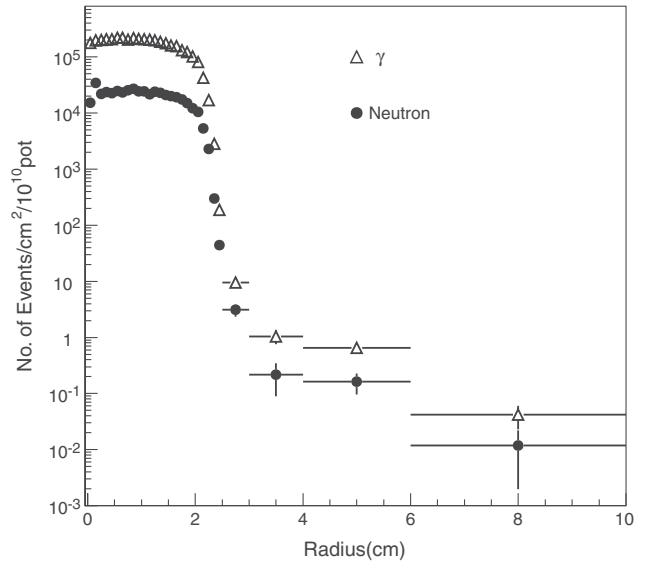 No. of Events/cm²/10¹⁰pot
10⁵
10⁴
10³
10²
10
1
10⁻¹
10⁻²
10⁻³
γ
Neutron
0 2 4 6 8 10
Radius(cm)